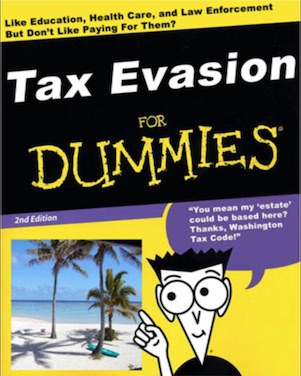 Like Education, Health Care, and Law Enforcement
But Don't Like Paying For Them?
Tax Evasion
FOR
DUMMIES®
2nd Edition
"You mean my 'estate'
could be based here?
Thanks, Washington
Tax Code!"